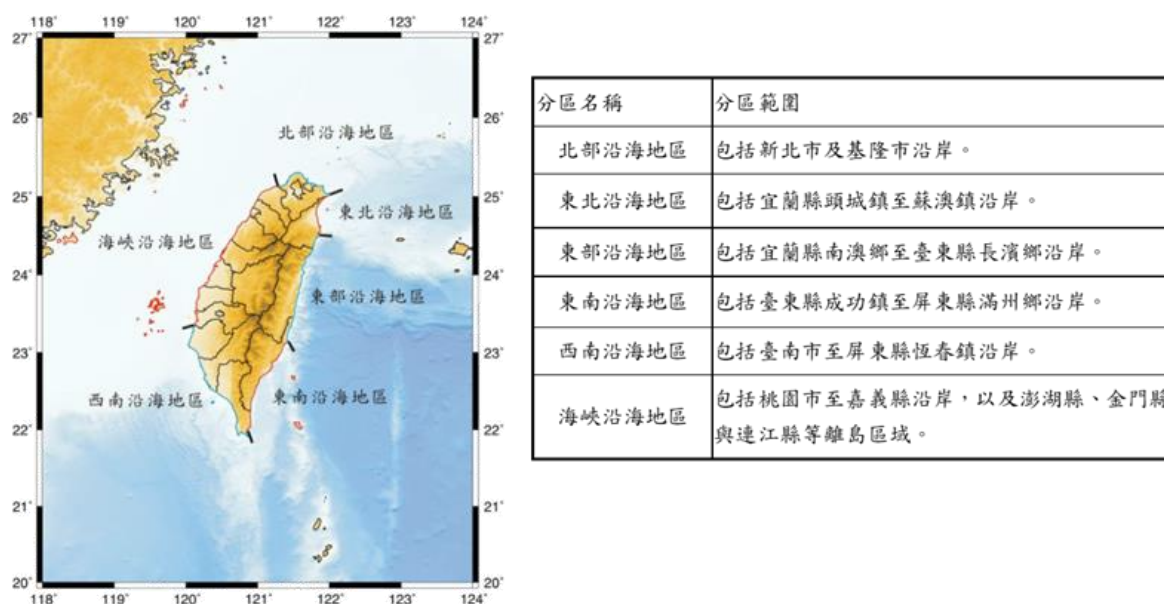 118° 119° 120° 121° 122° 123° 124°
27° 27°
26° 26°
北部沿海地區
25° 25°
東北沿海地區
海峽沿海地區
24° 24°
東部沿海地區
23° 23°
西南沿海地區 東南沿海地區
22° 22°
21° 21°
20° 20°
118° 119° 120° 121° 122° 123° 124°
分區名稱 分區範圍
北部沿海地區 包括新北市及基隆市沿岸。
東北沿海地區 包括宜蘭縣頭城鎮至蘇澳鎮沿岸。
東部沿海地區 包括宜蘭縣南澳鄉至臺東縣長濱鄉沿岸。
東南沿海地區 包括臺東縣成功鎮至屏東縣滿州鄉沿岸。
西南沿海地區 包括臺南市至屏東縣恆春鎮沿岸。
海峽沿海地區 包括桃園市至嘉義縣沿岸，以及澎湖縣、金門縣
與連江縣等離島區域。